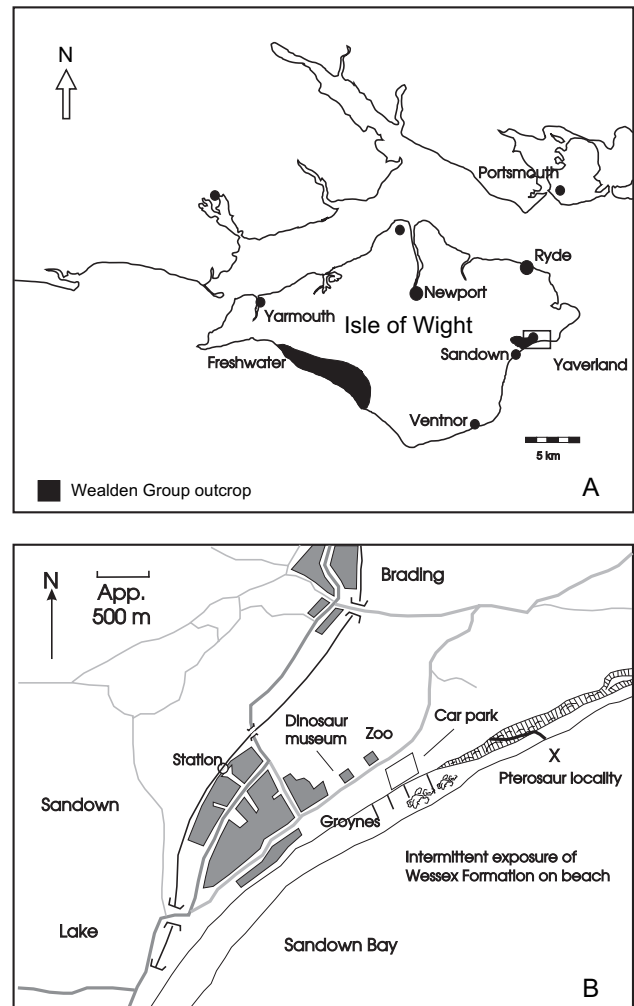 N
Portsmouth
Ryde
Newport
Yarmouth
Isle of Wight
Sandown
Freshwater
Yaverland
Ventnor
5 km
Wealden Group outcrop
A
N
App.
500 m
Brading
Dinosaur
museum
Zoo
Car park
Station
X
Pterosaur locality
Sandown
Groynes
Intermittent exposure of
Wessex Formation on beach
Lake
Sandown Bay
B